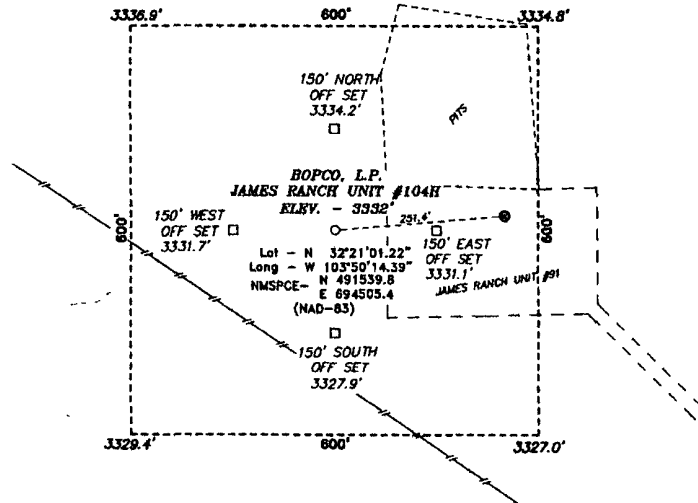 3336.9'
600'
3334.8'
150' NORTH
OFF SET
3334.2'
PITS
BOPCO, L.P.
JAMES RANCH UNIT #104H
ELEV. - 3332'
251.4'
150' WEST
OFF SET
3331.7'
600'
600'
150' EAST
OFF SET
3331.1'
Lat - N 32°21'01.22"
Long - W 103°50'14.39"
NMSPCE- N 491539.8
E 694505.4
(NAD-83)
JAMES RANCH UNIT #91
150' SOUTH
OFF SET
3327.9'
3329.4'
600'
3327.0'